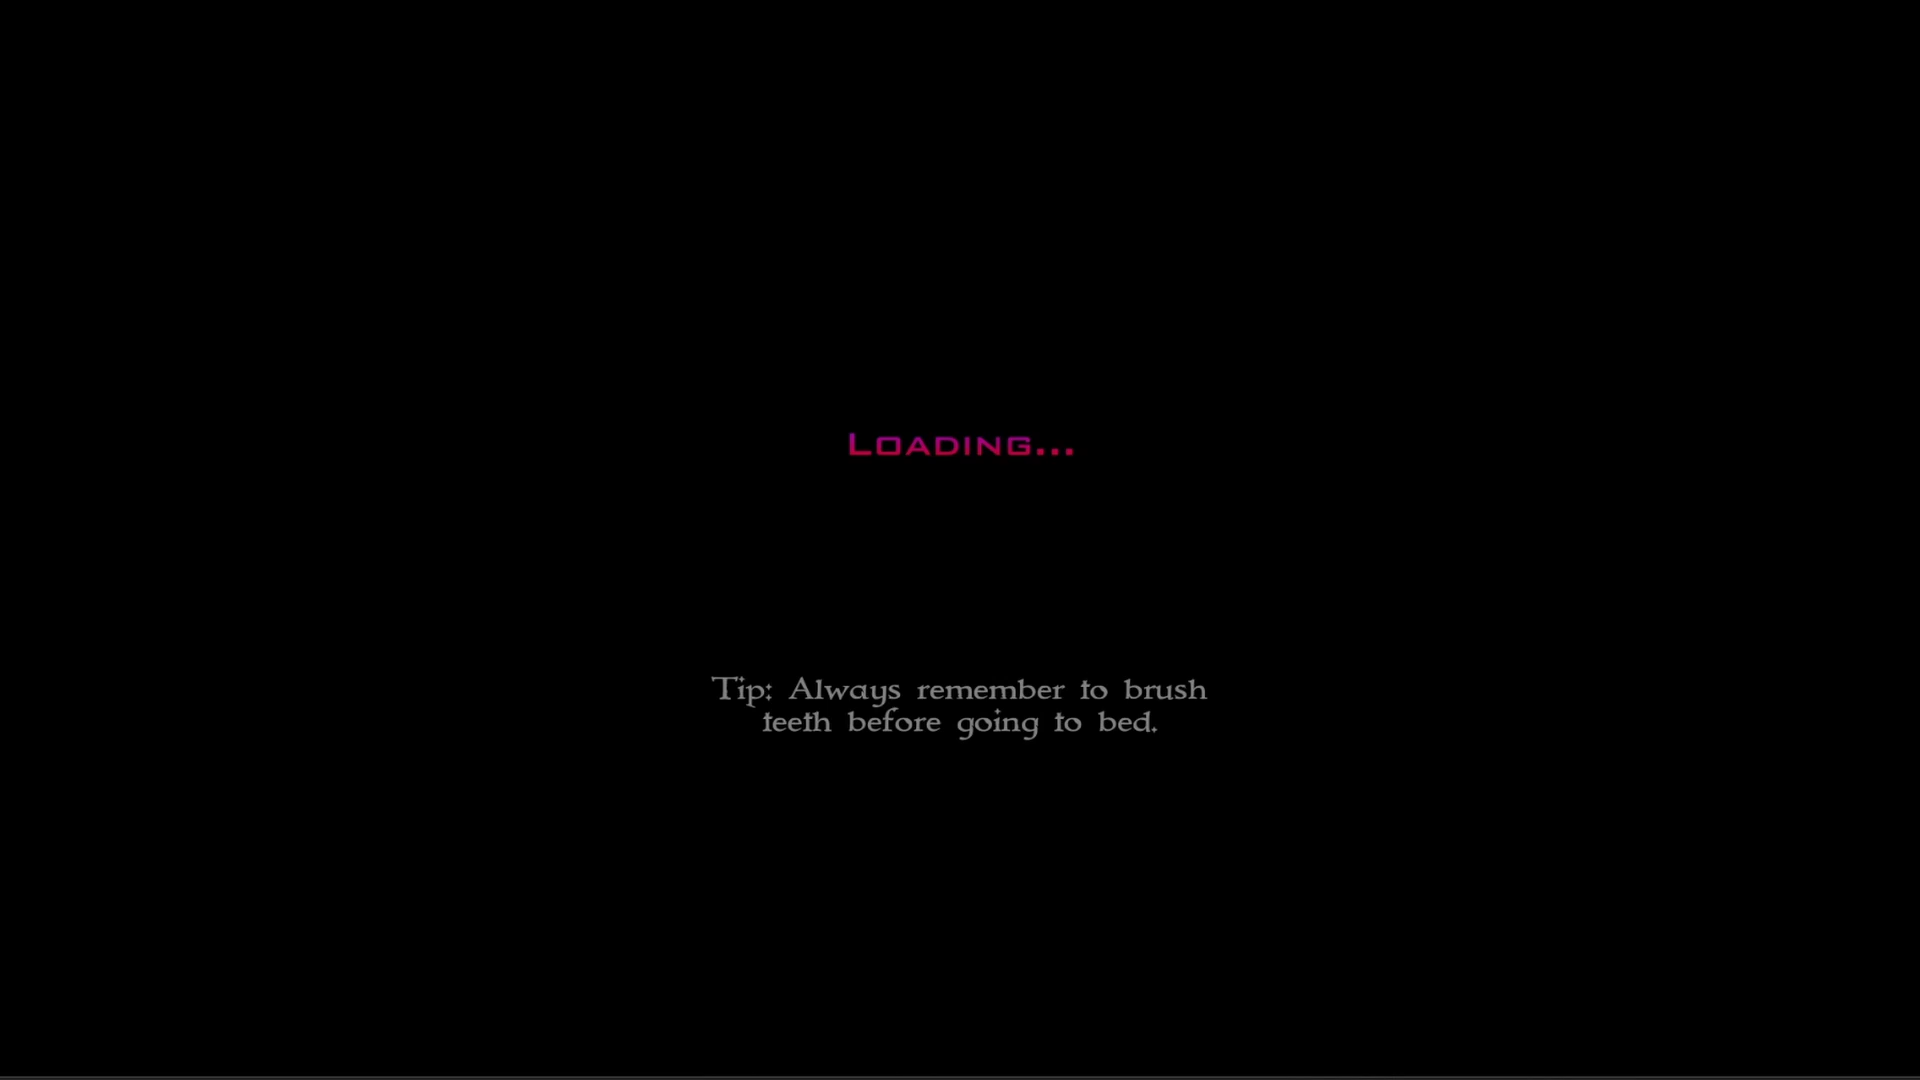 Loading...
Tip: Always remember to brush
teeth before going to bed.